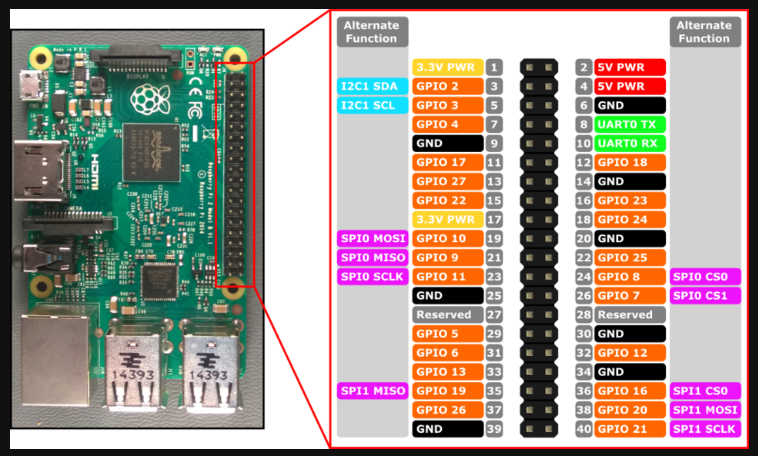 Alternate
Function
Alternate
Function
3.3V PWR 1 2 5V PWR
I2C1 SDA GPIO 2 3 4 5V PWR
I2C1 SCL GPIO 3 5 6 GND
GPIO 4 7 8 UART0 TX
GND 9 10 UART0 RX
GPIO 17 11 12 GPIO 18
GPIO 27 13 14 GND
GPIO 22 15 16 GPIO 23
3.3V PWR 17 18 GPIO 24
SPI0 MOSI GPIO 10 19 20 GND
SPI0 MISO GPIO 9 21 22 GPIO 25
SPI0 SCLK GPIO 11 23 24 GPIO 8 SPI0 CS0
GND 25 26 GPIO 7 SPI0 CS1
Reserved 27 28 Reserved
GPIO 5 29 30 GND
GPIO 6 31 32 GPIO 12
GPIO 13 33 34 GND
SPI1 MISO GPIO 19 35 36 GPIO 16 SPI1 CS0
GPIO 26 37 38 GPIO 20 SPI1 MOSI
GND 39 40 GPIO 21 SPI1 SCLK
DISPLAY
HDMI
14393
14393